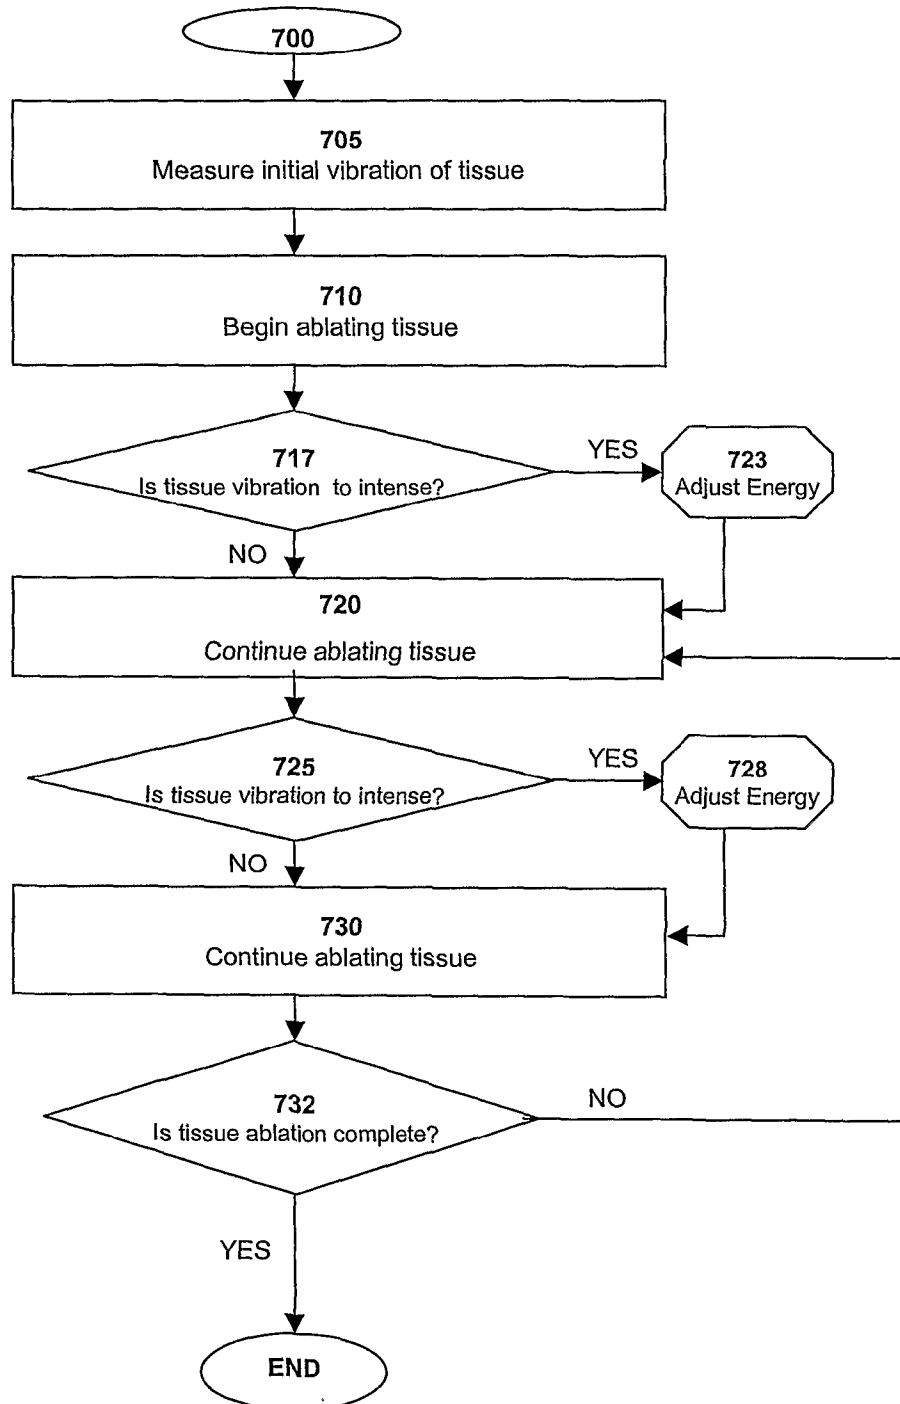 700
705
Measure initial vibration of tissue
710
Begin ablating tissue
717
Is tissue vibration to intense?
YES
723
Adjust Energy
NO
720
Continue ablating tissue
725
Is tissue vibration to intense?
YES
728
Adjust Energy
NO
730
Continue ablating tissue
732
Is tissue ablation complete?
NO
YES
END